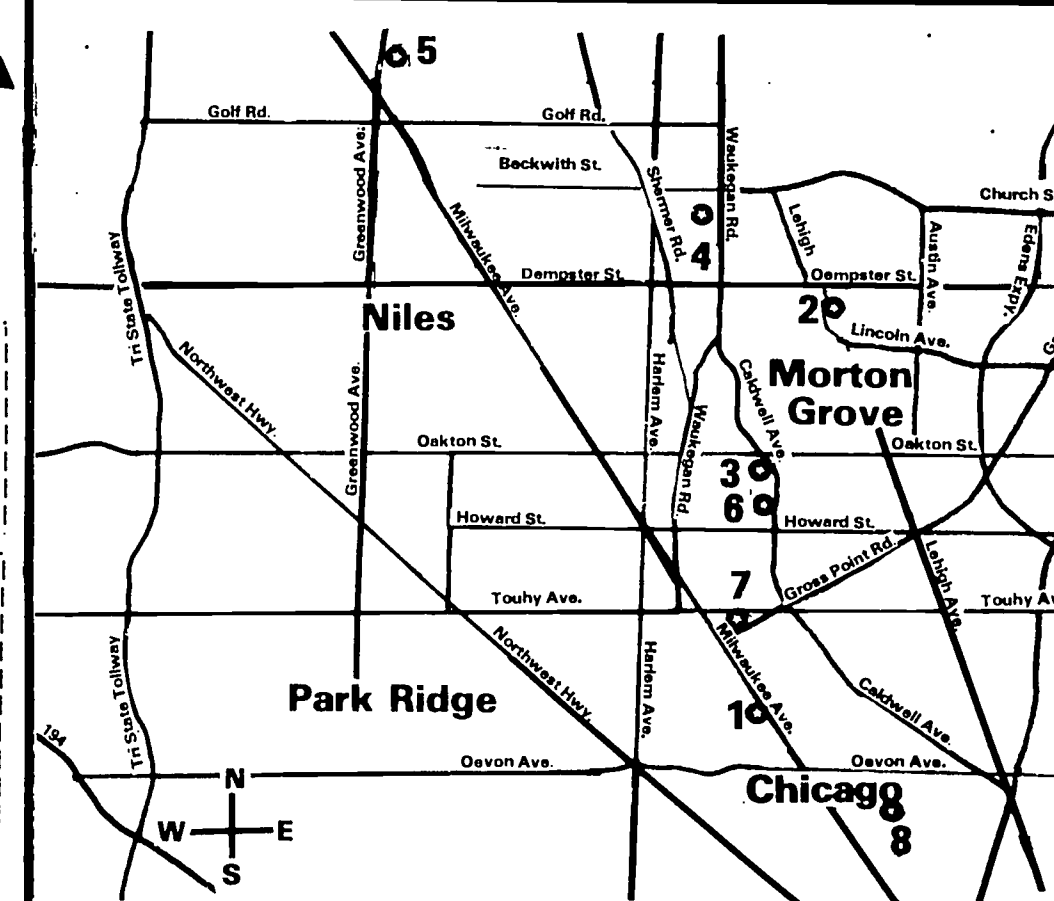 5
Golf Rd.
Golf Rd.
Greenwood Ave.
Beckwith St.
Waukegan Rd.
Shermer Rd.
Church S
Lehigh
Milwaukee Ave.
4
Austin Ave.
Edens Expy.
Tri State Tollway
Dempster St.
Dempster St.
2
Niles
Lincoln Ave.
G
Northwest Hwy.
Harlem Ave.
Caldwell Ave.
Morton
Grove
Greenwood Ave.
Waukegan Rd.
Oakton St.
Oakton St.
3
6
Howard St.
Howard St.
Gross Point Rd.
Lehigh Ave.
7
Touhy Ave.
Touhy Av
Northwest Hwy.
Milwaukee Ave.
Harlem Ave.
Tri State Tollway
Park Ridge
Caldwell Ave.
1
194
Devon Ave.
Devon Ave.
Chicago
8
N
W E
S